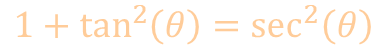 1 + tan²(θ) = sec²(θ)